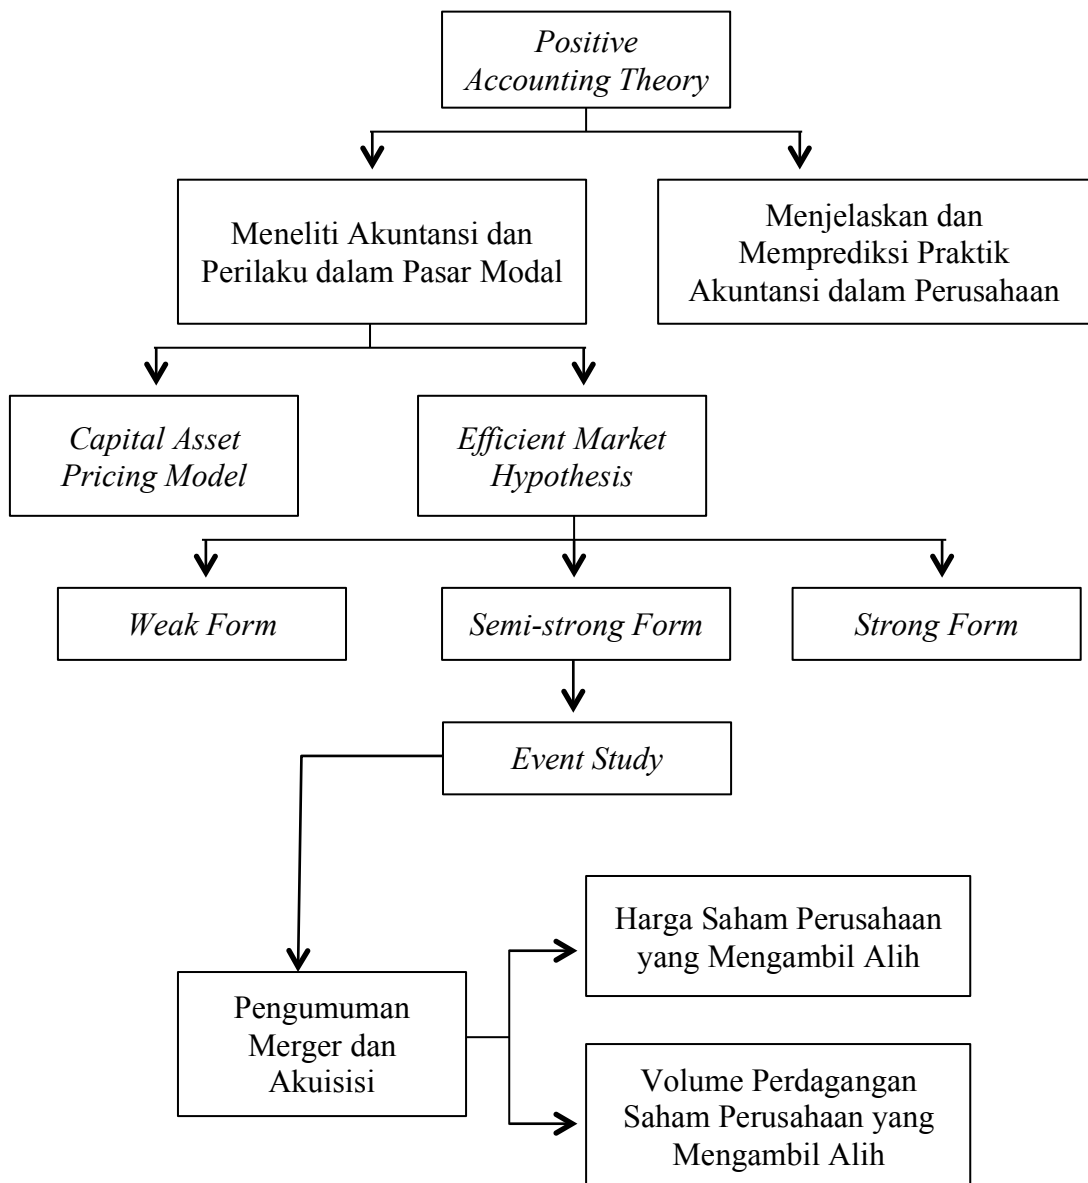 Positive
Accounting Theory
Meneliti Akuntansi dan
Perilaku dalam Pasar Modal
Menjelaskan dan
Memprediksi Praktik
Akuntansi dalam Perusahaan
Capital Asset
Pricing Model
Efficient Market
Hypothesis
Weak Form
Semi-strong Form
Strong Form
Event Study
Harga Saham Perusahaan
yang Mengambil Alih
Pengumuman
Merger dan
Akuisisi
Volume Perdagangan
Saham Perusahaan yang
Mengambil Alih